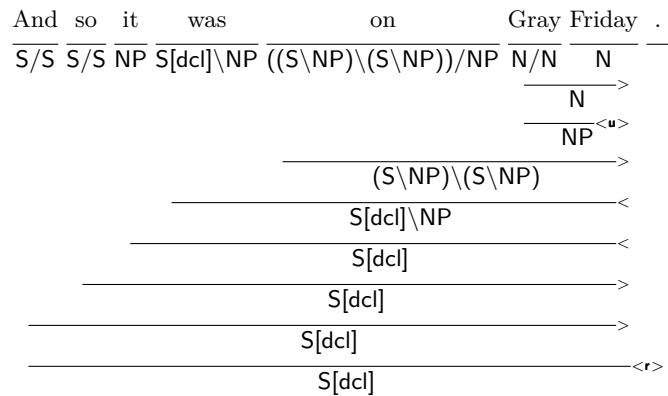 And so it was on Gray Friday .
S/S S/S NP S[dcl]\NP ((S\NP)\(S\NP))/NP N/N N
>
N
<u>
NP
>
(S\NP)\(S\NP)
<
S[dcl]\NP
<
S[dcl]
>
S[dcl]
>
S[dcl]
<r>
S[dcl]